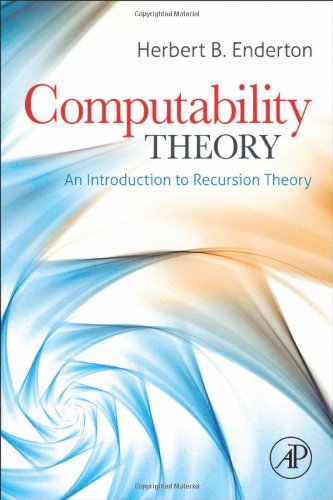 Copyrighted Material
Herbert B. Enderton
Computability
THEORY
An Introduction to Recursion Theory
AP
Copyrighted Material